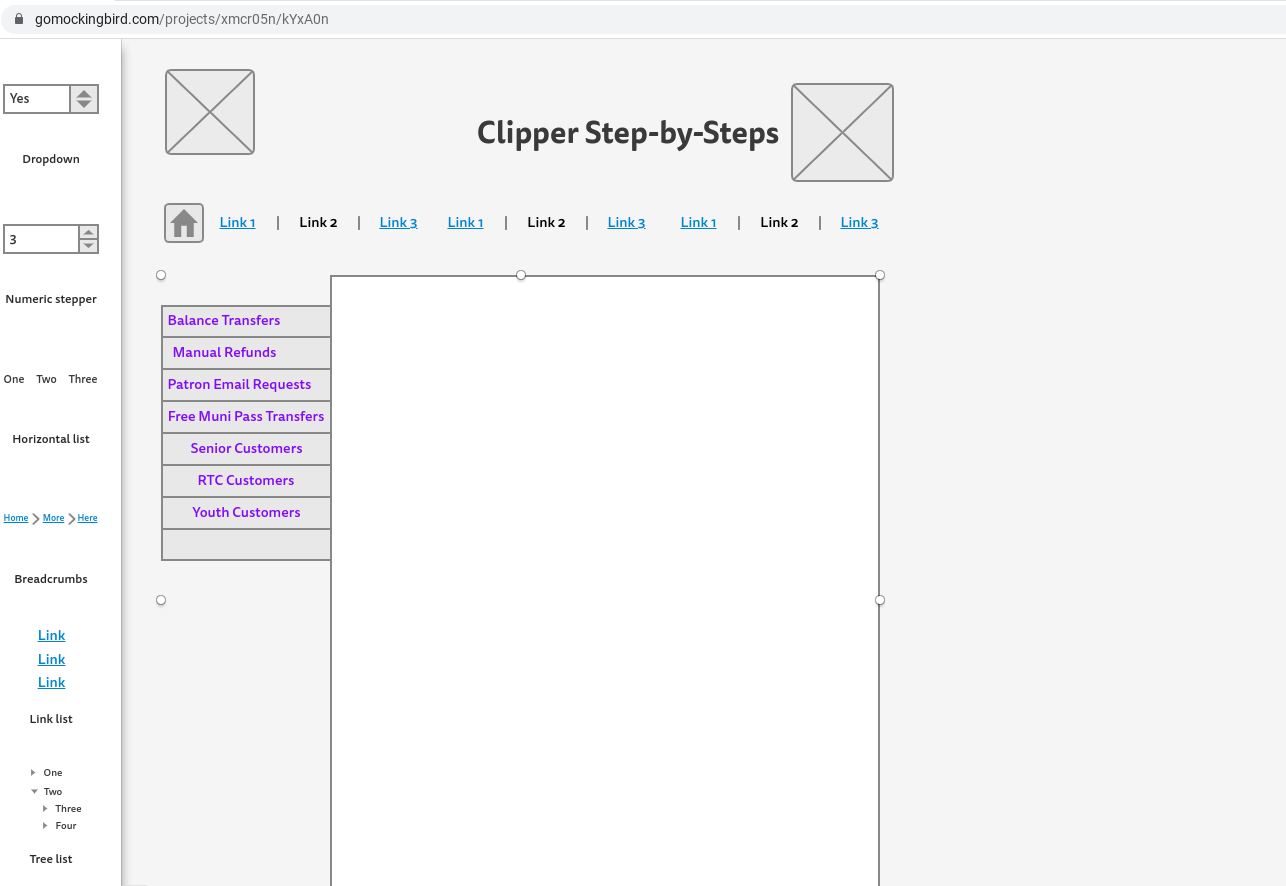 gomockingbird.com/projects/xmcr05n/kYxA0n
Yes
Dropdown
3
Numeric stepper
One Two Three
Horizontal list
Home More Here
Breadcrumbs
Link
Link
Link
Link list
One
Two
Three
Four
Tree list
Clipper Step-by-Steps
Link 1 | Link 2 | Link 3 Link 1 | Link 2 | Link 3 Link 1 | Link 2 | Link 3
Balance Transfers
Manual Refunds
Patron Email Requests
Free Muni Pass Transfers
Senior Customers
RTC Customers
Youth Customers